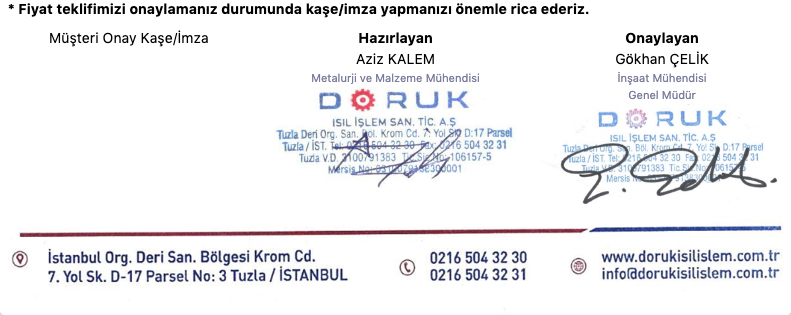 * Fiyat teklifimizi onaylamanız durumunda kaşe/imza yapmanızı önemle rica ederiz.
Müşteri Onay Kaşe/İmza
Hazırlayan
Aziz KALEM
Metalurji ve Malzeme Mühendisi
DORUK
ISIL İŞLEM SAN. TİC. A.Ş
Tuzla Deri Org. San. Böl. Krom Cd. 7. Yol Sk D:17 Parsel
Tuzla / İST. Tel: 0216 504 32 30 Fax: 0216 504 32 31
Tuzla V.D. 3100791383 Tic.Sic.No: 106157-5
Mersis No:
Onaylayan
Gökhan ÇELİK
İnşaat Mühendisi
Genel Müdür
DORUK
ISIL İŞLEM SAN. TİC. A.Ş
Tuzla Deri Org. San. Böl. Krom Cd. 7. Yol Sk D:17 Parsel
Tuzla / İST. Tel: 0216 504 32 30 Fax: 0216 504 32 31
Tuzla V.D. 3100791383 Tic.Sic.No: 106157-5
Mersis No:
İstanbul Org. Deri San. Bölgesi Krom Cd.
7. Yol Sk. D-17 Parsel No: 3 Tuzla / İSTANBUL
0216 504 32 30
0216 504 32 31
www.dorukisilislem.com.tr
info@dorukisilislem.com.tr